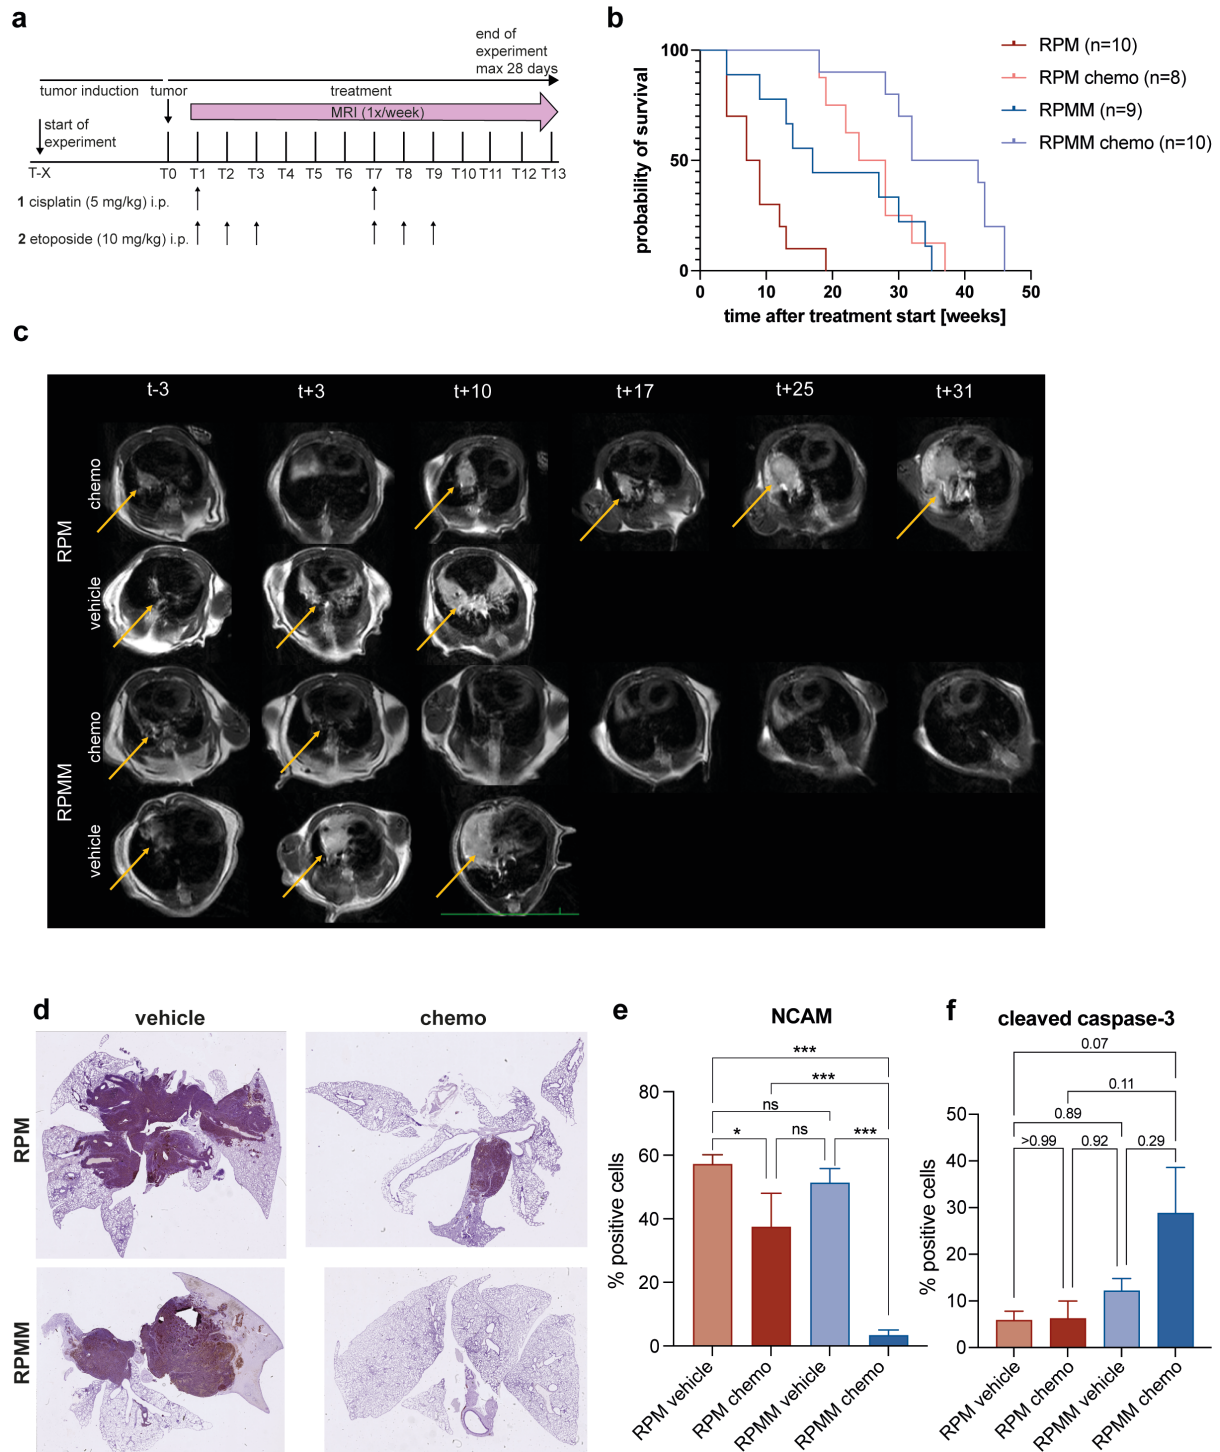 a
end of
experiment
max 28 days
tumor induction
tumor
treatment
MRI (1x/week)
start of
experiment
T-X
T0 T1 T2 T3 T4 T5 T6 T7 T8 T9 T10 T11 T12 T13
1 cisplatin (5 mg/kg) i.p.
2 etoposide (10 mg/kg) i.p.
b
100
50
0
probability of survival
0 10 20 30 40 50
time after treatment start [weeks]
RPM (n=10)
RPM chemo (n=8)
RPMM (n=9)
RPMM chemo (n=10)
c
t-3 t+3 t+10 t+17 t+25 t+31
RPM
chemo
vehicle
RPMM
chemo
vehicle
d
vehicle
chemo
RPM
RPMM
e
NCAM
***
***
ns
* ns ***
80
60
40
20
0
% positive cells
RPM vehicle
RPM chemo
RPMM vehicle
RPMM chemo
f
cleaved caspase-3
0.07
0.11
0.89
>0.99 0.92 0.29
50
40
30
20
10
0
% positive cells
RPM vehicle
RPM chemo
RPMM vehicle
RPMM chemo